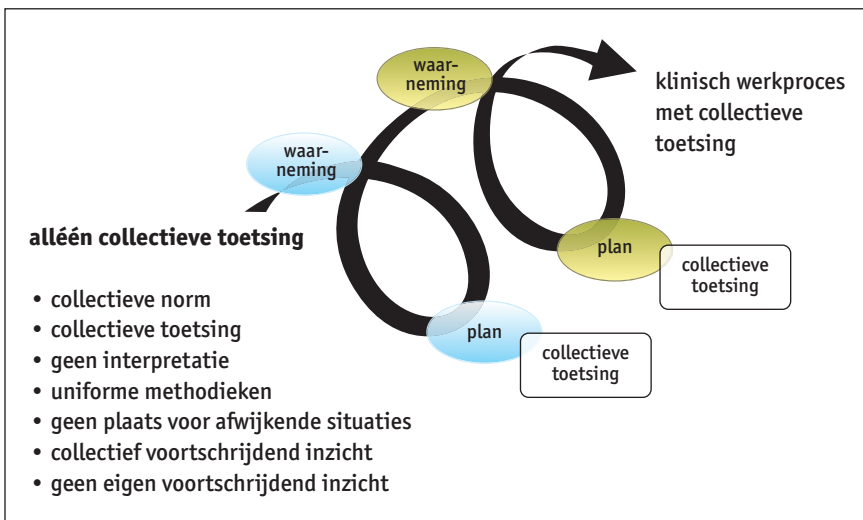 waar-
neming
klinisch werkproces
met collectieve
toetsing
waar-
neming
alléén collectieve toetsing
plan
collectieve
toetsing
• collectieve norm
• collectieve toetsing
• geen interpretatie
• uniforme methodieken
• geen plaats voor afwijkende situaties
• collectief voortschrijdend inzicht
• geen eigen voortschrijdend inzicht
plan
collectieve
toetsing